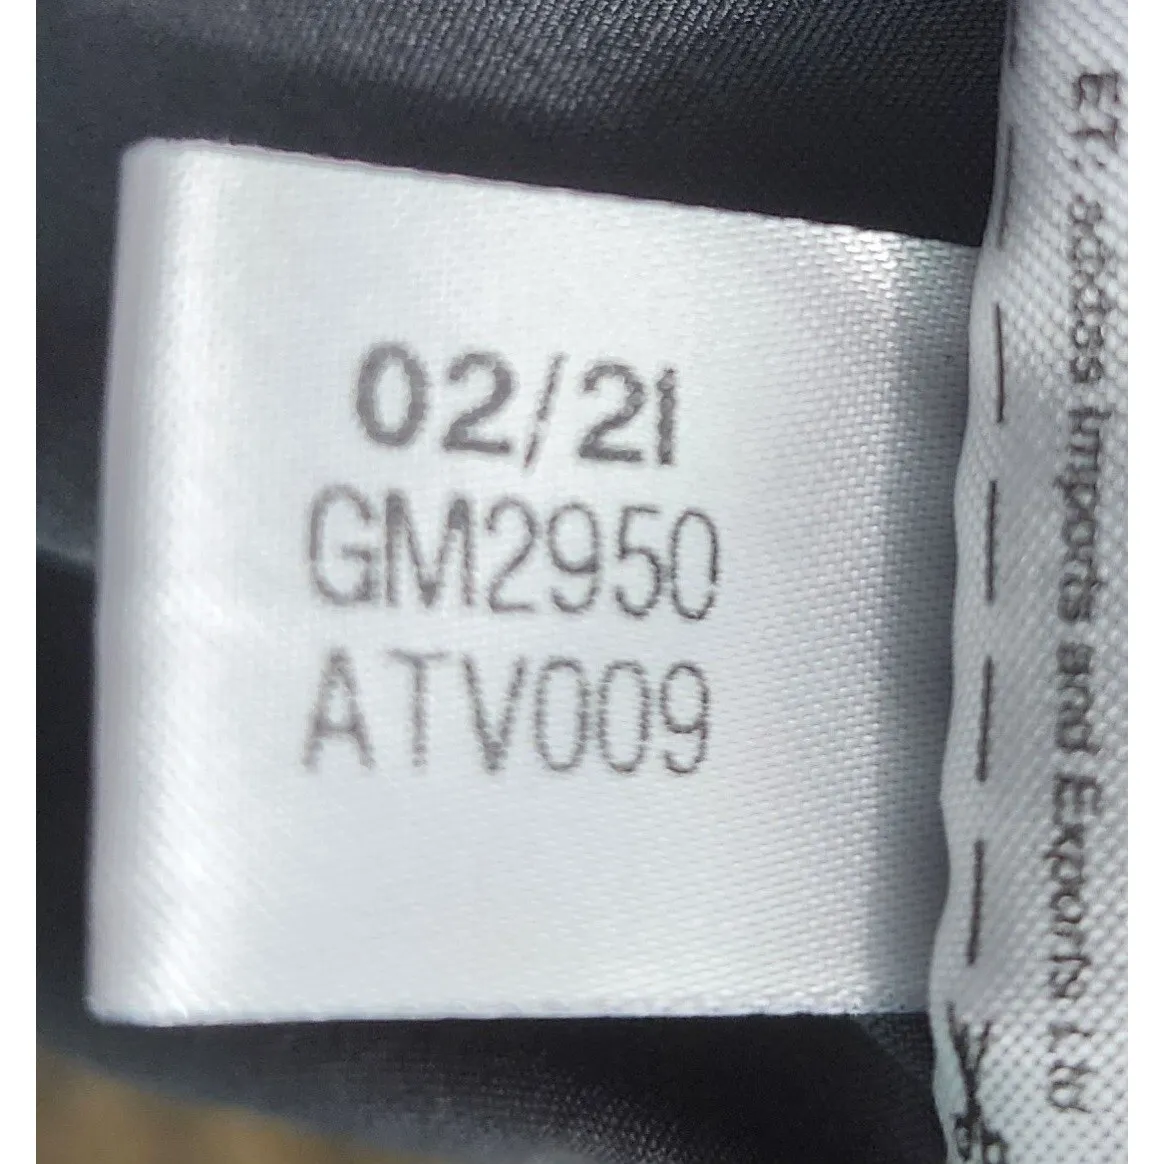 02/21
GM2950
ATV009
ET, adidas Imports and Exports Ltd